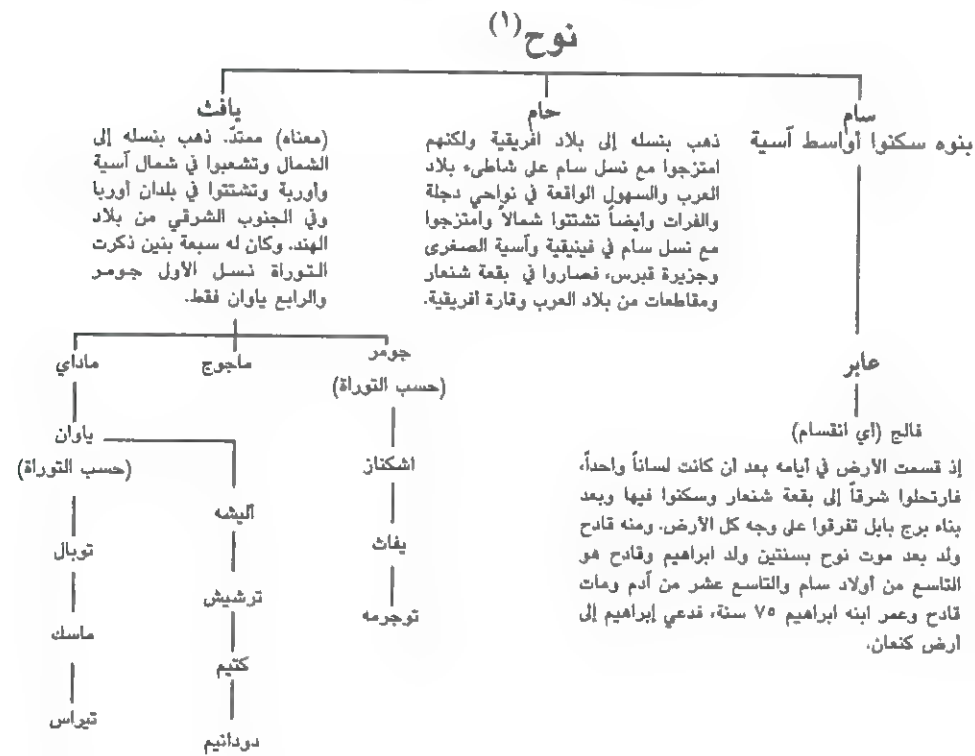 نوح (١)
سام
بنوه سكنوا أواسط آسية
حام
ذهب بنسله إلى بلاد افريقية ولكنهم
امتزجوا مع نسل سام على شاطىء بلاد
العرب والسهول الواقعة في نواحي دجلة
والفرات وأيضاً تشتتوا شمالاً وامتزجوا
مع نسل سام في فينيقية وآسية الصغرى
وجزيرة قبرس، فصاروا في بقعة شنعار
ومقاطعات من بلاد العرب وقارة أفريقية.
يافث
(معناه) ممتدّ. ذهب بنسله إلى
الشمال وتشعبوا في شمال آسية
وأوربة وتشتتوا في بلدان أوربا
وفي الجنوب الشرقي من بلاد
الهند. وكان له سبعة بنين ذكرت
التوراة نسل الأول جومر
والرابع ياوان فقط.
عابر
فالج (أي انقسام)
إذ قسمت الأرض في أيامه بعد أن كانت لساناً واحداً،
فارتحلوا شرقاً إلى بقعة شنعار وسكنوا فيها وبعد
بناء برج بابل تفرقوا على وجه كل الأرض. ومنه قادح
ولد بعد موت نوح بسنتين ولد ابراهيم وقادح هو
التاسع من أولاد سام والتاسع عشر من آدم ومات
قادح وعمر ابنه ابراهيم ٧٥ سنة، فدعي إبراهيم إلى
أرض كنعان.
جومر
(حسب التوراة)
اشكناز
يفاث
توجرمه
ماجوج
ماداي
ياوان
(حسب التوراة)
أليشه
ترشيش
كتيم
دودانيم
توبال
ماسك
تيراس